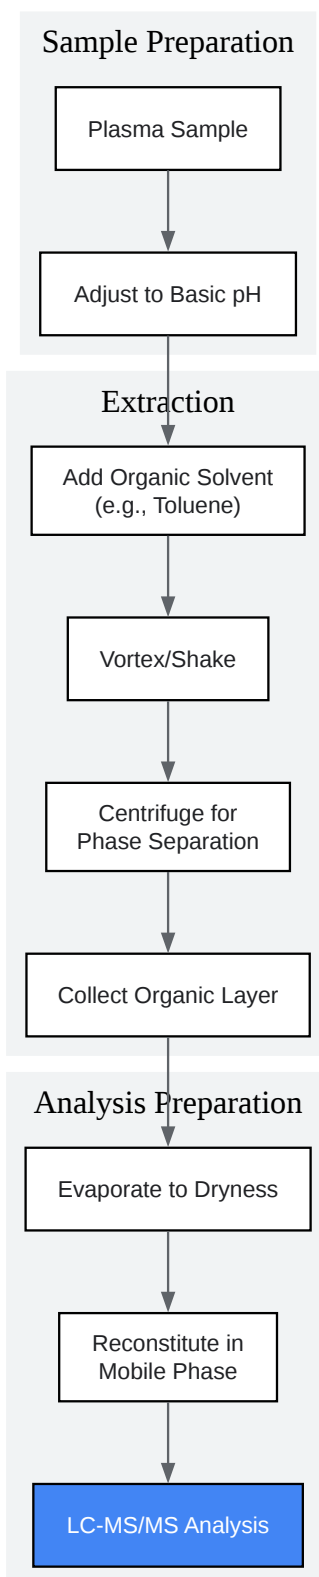 Sample Preparation
Plasma Sample
Adjust to Basic pH
Extraction
Add Organic Solvent
(e.g., Toluene)
Vortex/Shake
Centrifuge for
Phase Separation
Collect Organic Layer
Analysis Preparation
Evaporate to Dryness
Reconstitute in
Mobile Phase
LC-MS/MS Analysis